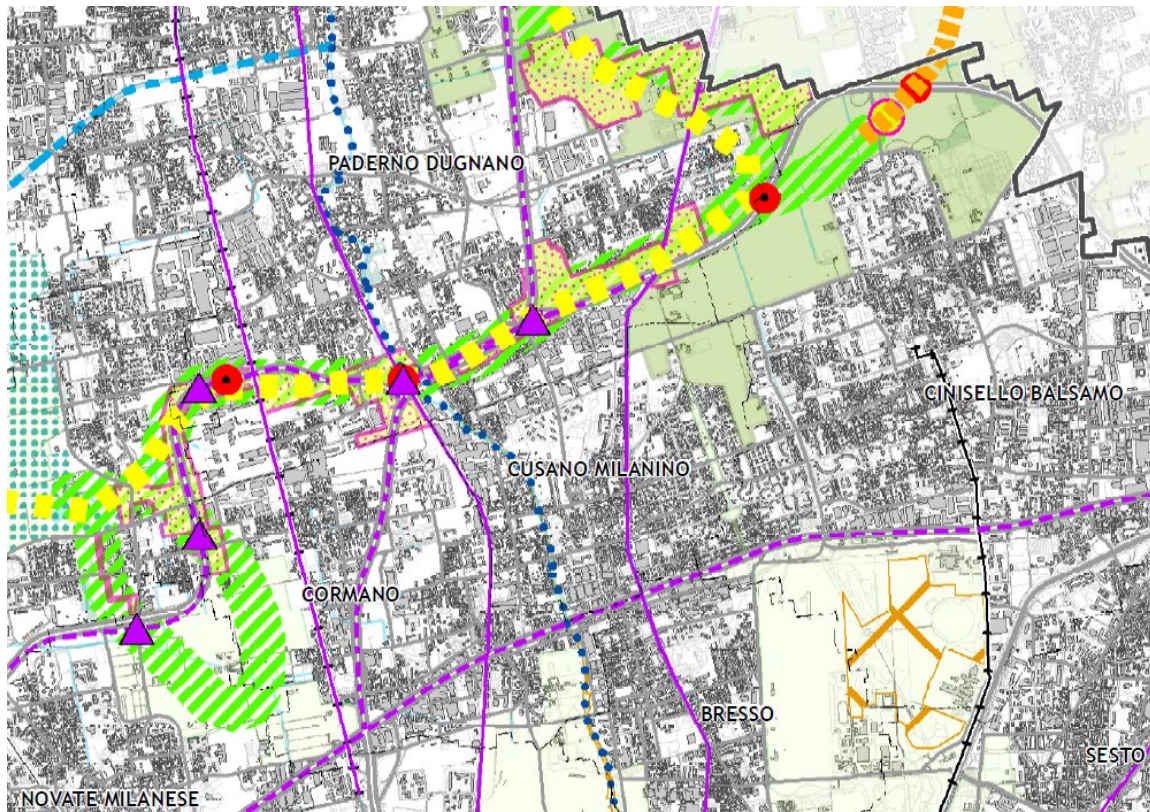 PADERNO DUGNANO
CINISELLO BALSAMO
CUSANO MILANINO
CORMANO
BRESSO
SESTO
NOVATE MILANESE